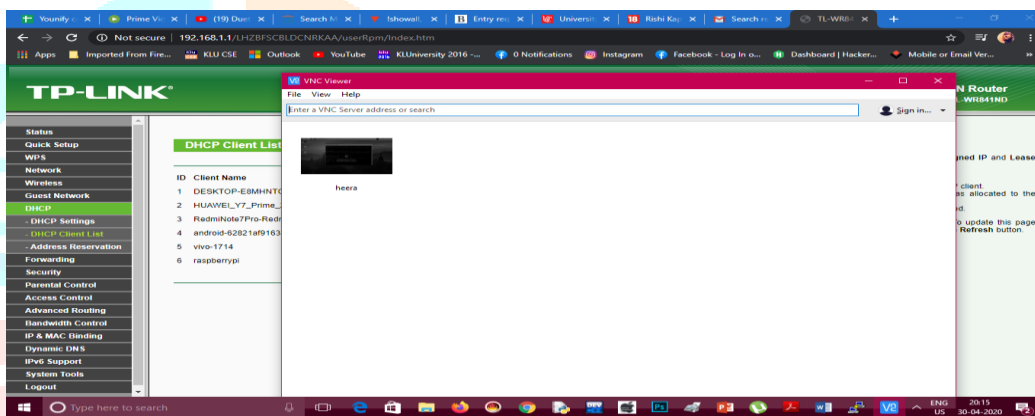 Younify
Prime Vi
(19) Duet
Search M
Ishowall.
Entry req
Universit
Rishi Kap
Search re
TL-WR84
Not secure | 192.168.1.1/LHZBFSCBLDCNRKAA/userRpm/Index.htm
Apps Imported From Fire... KLU CSE Outlook YouTube KLUniversity 2016 -... 0 Notifications Instagram Facebook - Log In o... Dashboard | Hacker... Mobile or Email Ver... »
TP-LINK®
N Router
L-WR841ND
Status
Quick Setup
WPS
Network
Wireless
Guest Network
DHCP
- DHCP Settings
- DHCP Client List
- Address Reservation
Forwarding
Security
Parental Control
Access Control
Advanced Routing
Bandwidth Control
IP & MAC Binding
Dynamic DNS
IPv6 Support
System Tools
Logout
DHCP Client List
ID Client Name
1 DESKTOP-E8MHNT
2 HUAWEI_Y7_Prime_
3 RedmiNote7Pro-Redr
4 android-62821af9163
5 vivo-1714
6 raspberrypi
VNC Viewer
File View Help
Enter a VNC Server address or search
Sign in...
heera
gned IP and Lease
client.
as allocated to the
d.
o update this page
Refresh button.
Type here to search
ENG
US
20:15
30-04-2020